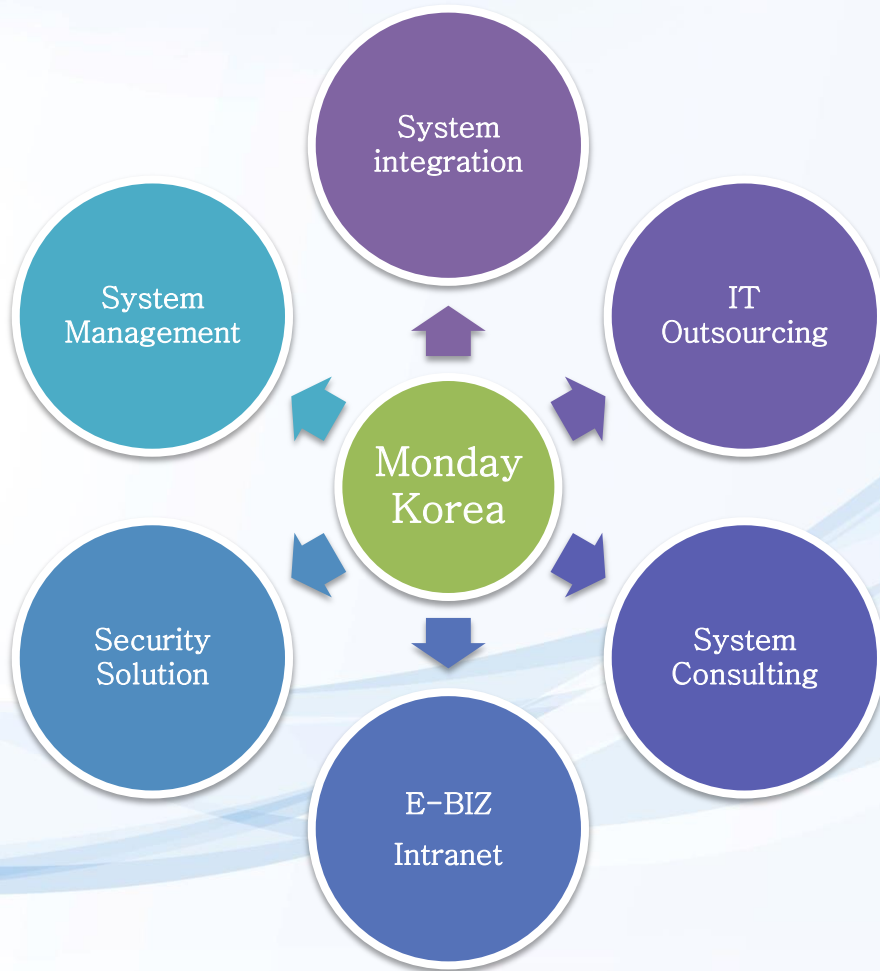 System
integration
IT
Outsourcing
System
Consulting
E-BIZ
Intranet
Security
Solution
System
Management
Monday
Korea